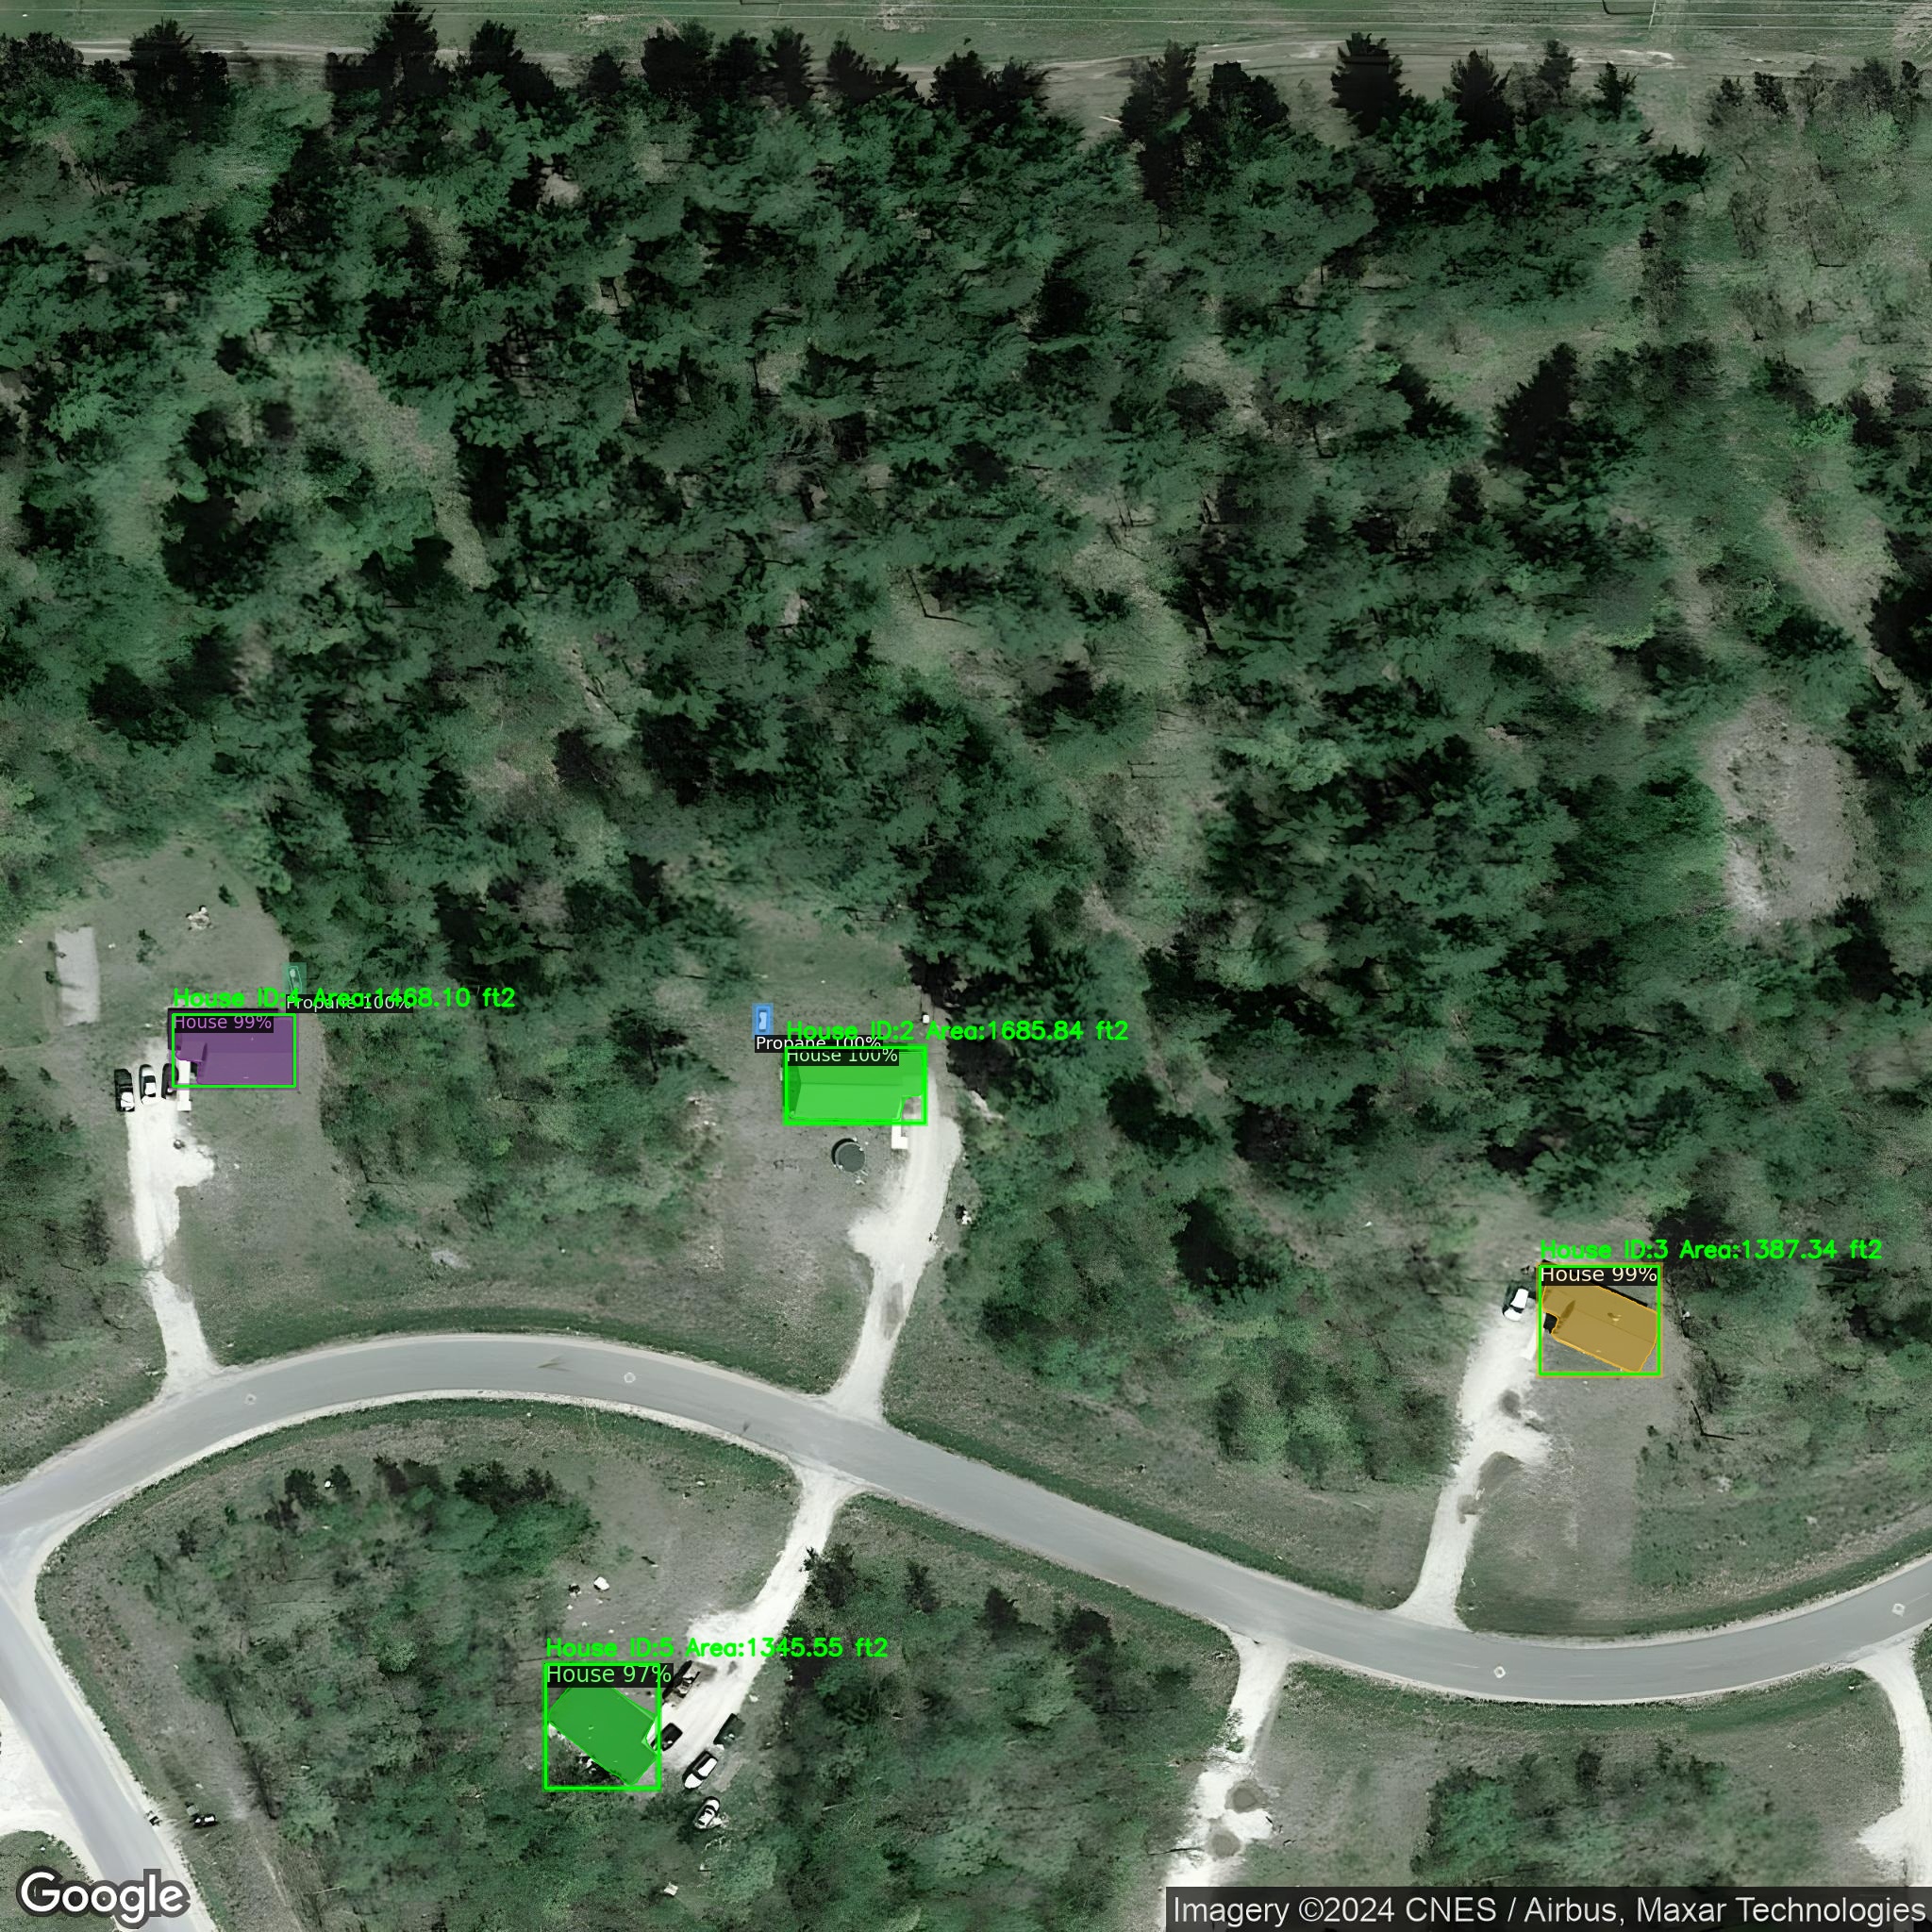 House ID:4 Area:1468.10 ft2
Propane 100%
House 99%
House ID:2 Area:1685.84 ft2
Propane 100%
House 100%
House ID:3 Area:1387.34 ft2
House 99%
House ID:5 Area:1345.55 ft2
House 97%
Google
Imagery ©2024 CNES / Airbus, Maxar Technologies